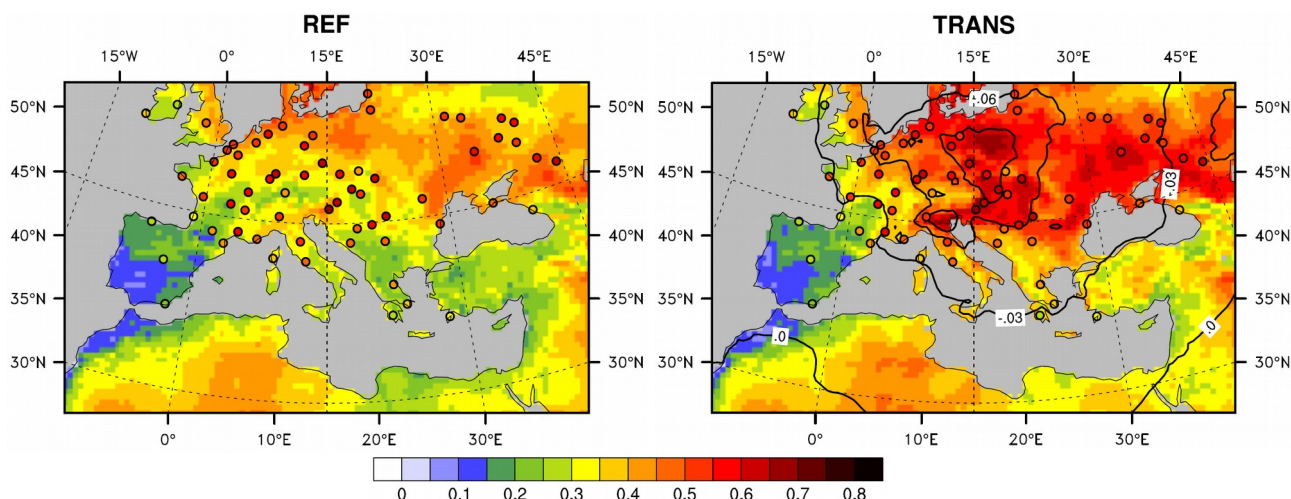 REF
TRANS
15°W 0° 15°E 30°E 45°E
15°W 0° 15°E 30°E 45°E
50°N 50°N 50°N 50°N
-.06
45°N 45°N 45°N 45°N
-.03
40°N 40°N 40°N 40°N
35°N 35°N 35°N 35°N
-.03
.0
.0
30°N 30°N 30°N 30°N
0° 10°E 20°E 30°E
0° 10°E 20°E 30°E
0 0.1 0.2 0.3 0.4 0.5 0.6 0.7 0.8